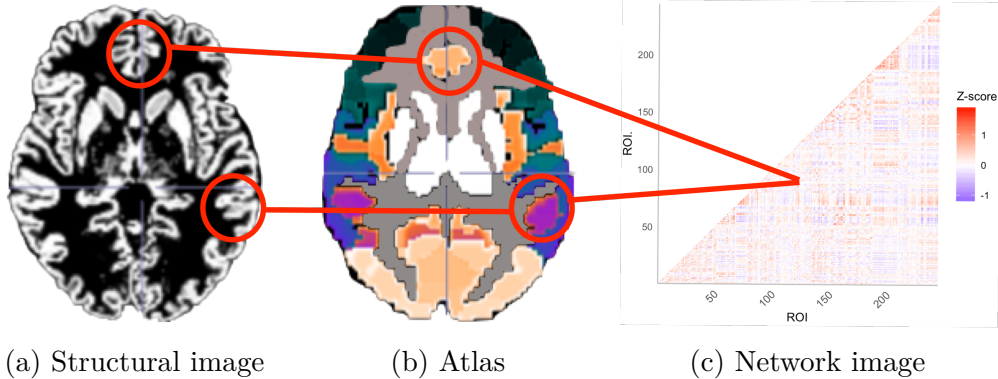 200
150
100
50
ROI.
50
100
150
200
ROI
Z-score
1
0
-1
(a) Structural image
(b) Atlas
(c) Network image